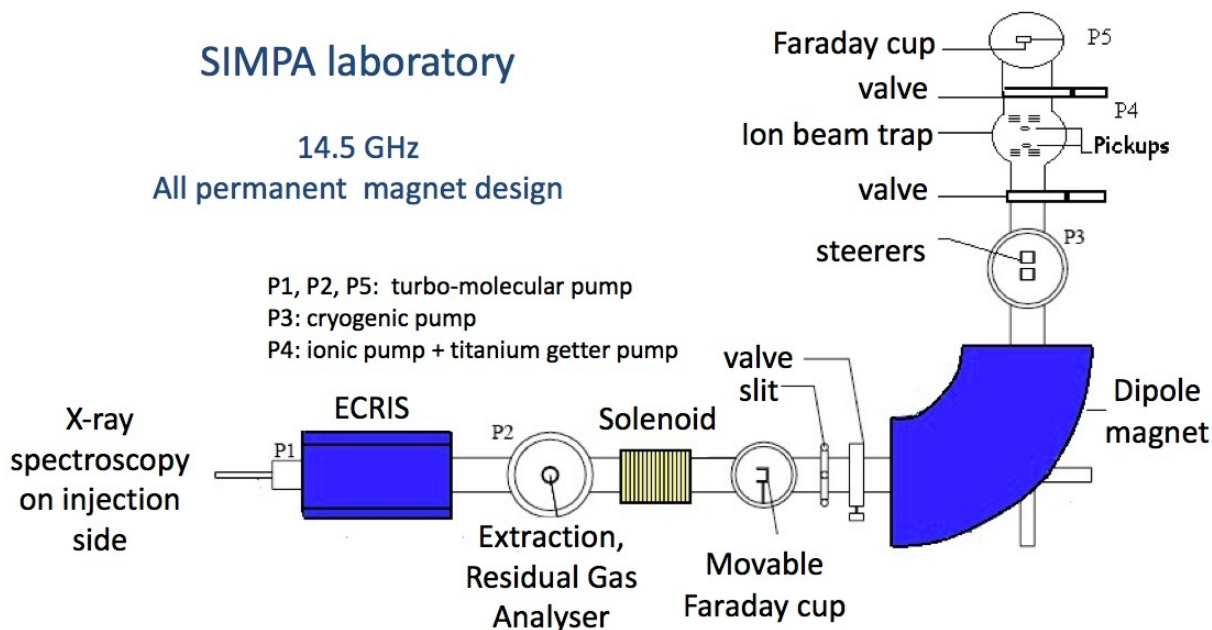 SIMPA laboratory
14.5 GHz
All permanent magnet design
P1, P2, P5: turbo-molecular pump
P3: cryogenic pump
P4: ionic pump + titanium getter pump
Faraday cup
P5
valve
P4
Ion beam trap
Pickups
valve
steerers
P3
valve
slit
Dipole
magnet
ECRIS
Solenoid
P2
P1
X-ray
spectroscopy
on injection
side
Extraction,
Residual Gas
Analyser
Movable
Faraday cup